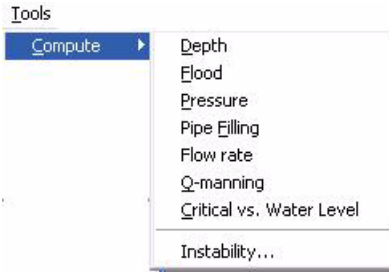 Tools
Compute
Depth
Flood
Pressure
Pipe Filling
Flow rate
Q-manning
Critical vs. Water Level
Instability...